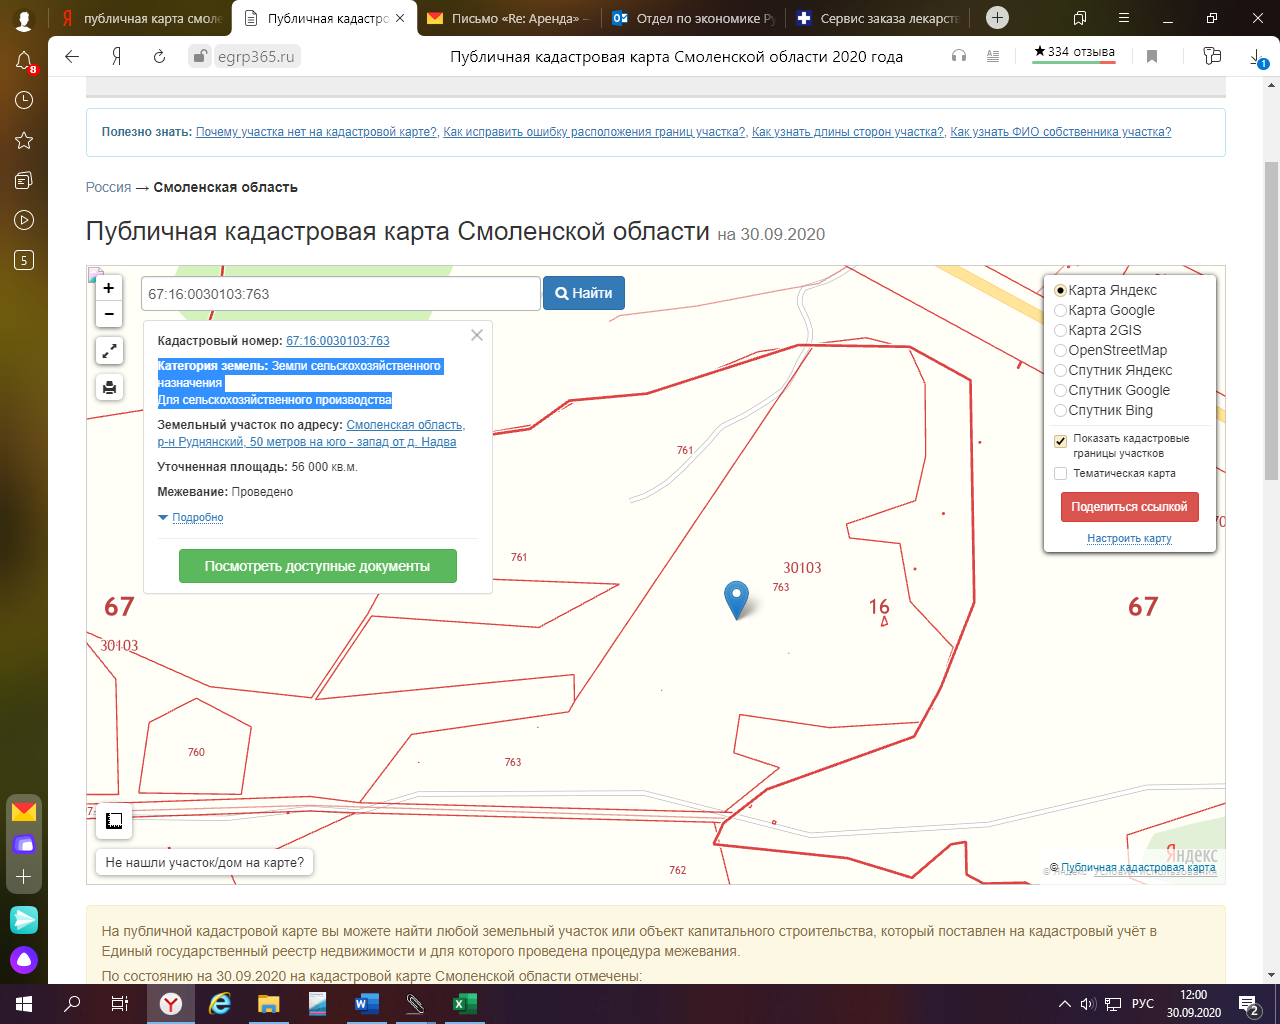 публичная карта смоле
Публичная кадастро
Письмо «Re: Аренда» –
Отдел по экономике Ру
Сервис заказа лекарств
egrp365.ru
Публичная кадастровая карта Смоленской области 2020 года
★334 отзыва
8
1
5
Полезно знать: Почему участка нет на кадастровой карте?, Как исправить ошибку расположения границ участка?, Как узнать длины сторон участка?, Как узнать ФИО собственника участка?
Россия → Смоленская область
Публичная кадастровая карта Смоленской области на 30.09.2020
+
−
67:16:0030103:763
Найти
Кадастровый номер: 67:16:0030103:763
Категория земель: Земли сельскохозяйственного
назначения
Для сельскохозяйственного производства
Земельный участок по адресу: Смоленская область,
р-н Руднянский, 50 метров на юго - запад от д. Надва
Уточненная площадь: 56 000 кв.м.
Межевание: Проведено
Подробно
Посмотреть доступные документы
Карта Яндекс
Карта Google
Карта 2GIS
OpenStreetMap
Спутник Яндекс
Спутник Google
Спутник Bing
Показать кадастровые
границы участков
Тематическая карта
Поделиться ссылкой
Настроить карту
761
761
30103
763
16
67
67
30103
760
763
762
Не нашли участок/дом на карте?
Яндекс
© Публичная кадастровая карта
© Яндекс Условия использования
На публичной кадастровой карте вы можете найти любой земельный участок или объект капитального строительства, который поставлен на кадастровый учёт в
Единый государственный реестр недвижимости и для которого проведена процедура межевания.
По состоянию на 30.09.2020 на кадастровой карте Смоленской области отмечены:
РУС
12:00
30.09.2020
2